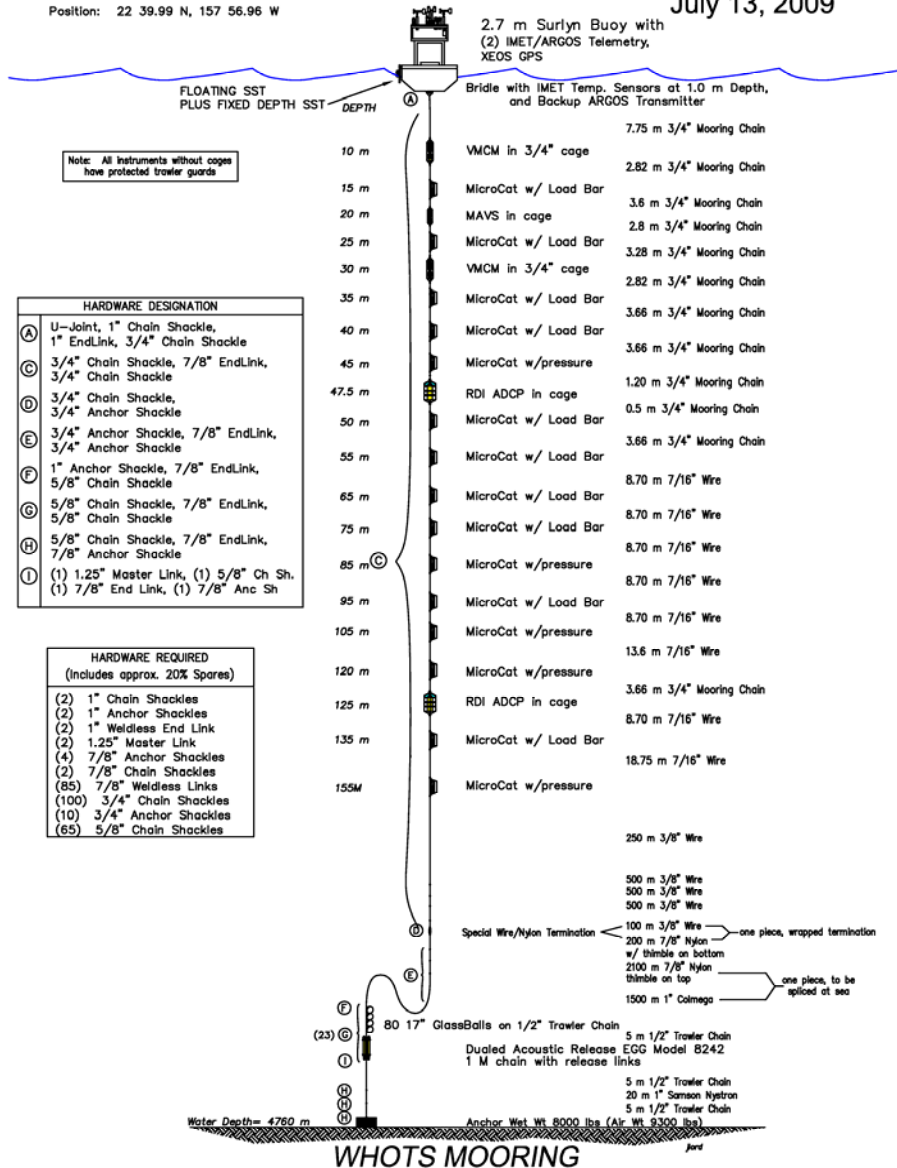 Position: 22 39.99 N, 157 56.96 W
July 13, 2009
2.7 m Surlyn Buoy with
(2) IMET/ARGOS Telemetry,
XEOS GPS
FLOATING SST
PLUS FIXED DEPTH SST
DEPTH
A
Bridle with IMET Temp. Sensors at 1.0 m Depth,
and Backup ARGOS Transmitter
7.75 m 3/4" Mooring Chain
Note: All instruments without cages
have protected trawler guards
10 m VMCM in 3/4" cage
2.82 m 3/4" Mooring Chain
15 m MicroCat w/ Load Bar
3.6 m 3/4" Mooring Chain
20 m MAVS in cage
2.8 m 3/4" Mooring Chain
25 m MicroCat w/ Load Bar
3.28 m 3/4" Mooring Chain
30 m VMCM in 3/4" cage
2.82 m 3/4" Mooring Chain
35 m MicroCat w/ Load Bar
3.66 m 3/4" Mooring Chain
40 m MicroCat w/ Load Bar
3.66 m 3/4" Mooring Chain
45 m MicroCat w/pressure
1.20 m 3/4" Mooring Chain
47.5 m RDI ADCP in cage
0.5 m 3/4" Mooring Chain
50 m MicroCat w/ Load Bar
3.66 m 3/4" Mooring Chain
55 m MicroCat w/ Load Bar
8.70 m 7/16" Wire
65 m MicroCat w/ Load Bar
8.70 m 7/16" Wire
75 m MicroCat w/ Load Bar
8.70 m 7/16" Wire
85 m C MicroCat w/pressure
8.70 m 7/16" Wire
95 m MicroCat w/ Load Bar
8.70 m 7/16" Wire
105 m MicroCat w/pressure
13.6 m 7/16" Wire
120 m MicroCat w/pressure
3.66 m 3/4" Mooring Chain
125 m RDI ADCP in cage
8.70 m 7/16" Wire
135 m MicroCat w/ Load Bar
18.75 m 7/16" Wire
155M MicroCat w/pressure
HARDWARE DESIGNATION
A U-Joint, 1" Chain Shackle,
1" EndLink, 3/4" Chain Shackle
C 3/4" Chain Shackle, 7/8" EndLink,
3/4" Chain Shackle
D 3/4" Chain Shackle,
3/4" Anchor Shackle
E 3/4" Anchor Shackle, 7/8" EndLink,
3/4" Anchor Shackle
F 1" Anchor Shackle, 7/8" EndLink,
5/8" Chain Shackle
G 5/8" Chain Shackle, 7/8" EndLink,
5/8" Chain Shackle
H 5/8" Chain Shackle, 7/8" EndLink,
7/8" Anchor Shackle
I (1) 1.25" Master Link, (1) 5/8" Ch Sh.
(1) 7/8" End Link, (1) 7/8" Anc Sh
HARDWARE REQUIRED
(Includes approx. 20% Spares)
(2) 1" Chain Shackles
(2) 1" Anchor Shackles
(2) 1" Weldless End Link
(2) 1.25" Master Link
(4) 7/8" Anchor Shackles
(2) 7/8" Chain Shackles
(85) 7/8" Weldless Links
(100) 3/4" Chain Shackles
(10) 3/4" Anchor Shackles
(65) 5/8" Chain Shackles
250 m 3/8" Wire
500 m 3/8" Wire
500 m 3/8" Wire
500 m 3/8" Wire
D
Special Wire/Nylon Termination
100 m 3/8" Wire
200 m 7/8" Nylon
w/ thimble on bottom
one piece, wrapped termination
E
2100 m 7/8" Nylon
thimble on top
1500 m 1" Colmega
one piece, to be
spliced at sea
F
80 17" GlassBalls on 1/2" Trawler Chain
(23) G
5 m 1/2" Trawler Chain
Dualed Acoustic Release EGG Model 8242
1 M chain with release links
I
5 m 1/2" Trawler Chain
20 m 1" Samson Nystron
5 m 1/2" Trawler Chain
H
H
H
Water Depth= 4760 m
Anchor Wet Wt 8000 lbs (Air Wt 9300 lbs)
WHOTS MOORING